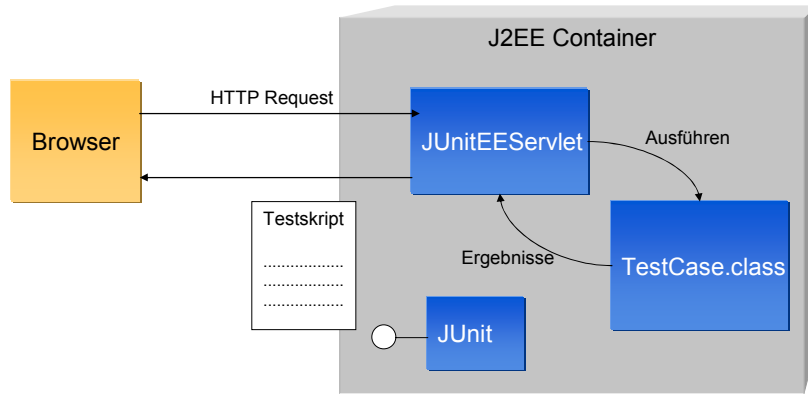 J2EE Container
HTTP Request
Browser
JUnitEEServlet
Ausführen
Testskript
...................
...................
...................
Ergebnisse
TestCase.class
JUnit